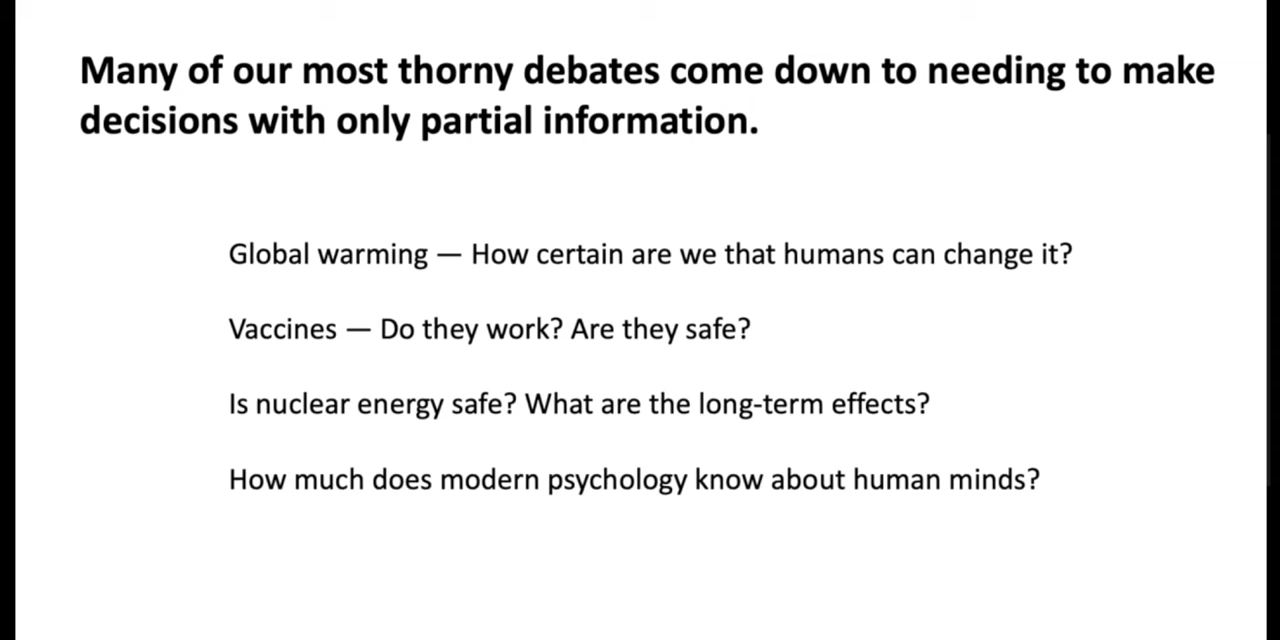 Many of our most thorny debates come down to needing to make
decisions with only partial information.
Global warming — How certain are we that humans can change it?
Vaccines — Do they work? Are they safe?
Is nuclear energy safe? What are the long-term effects?
How much does modern psychology know about human minds?